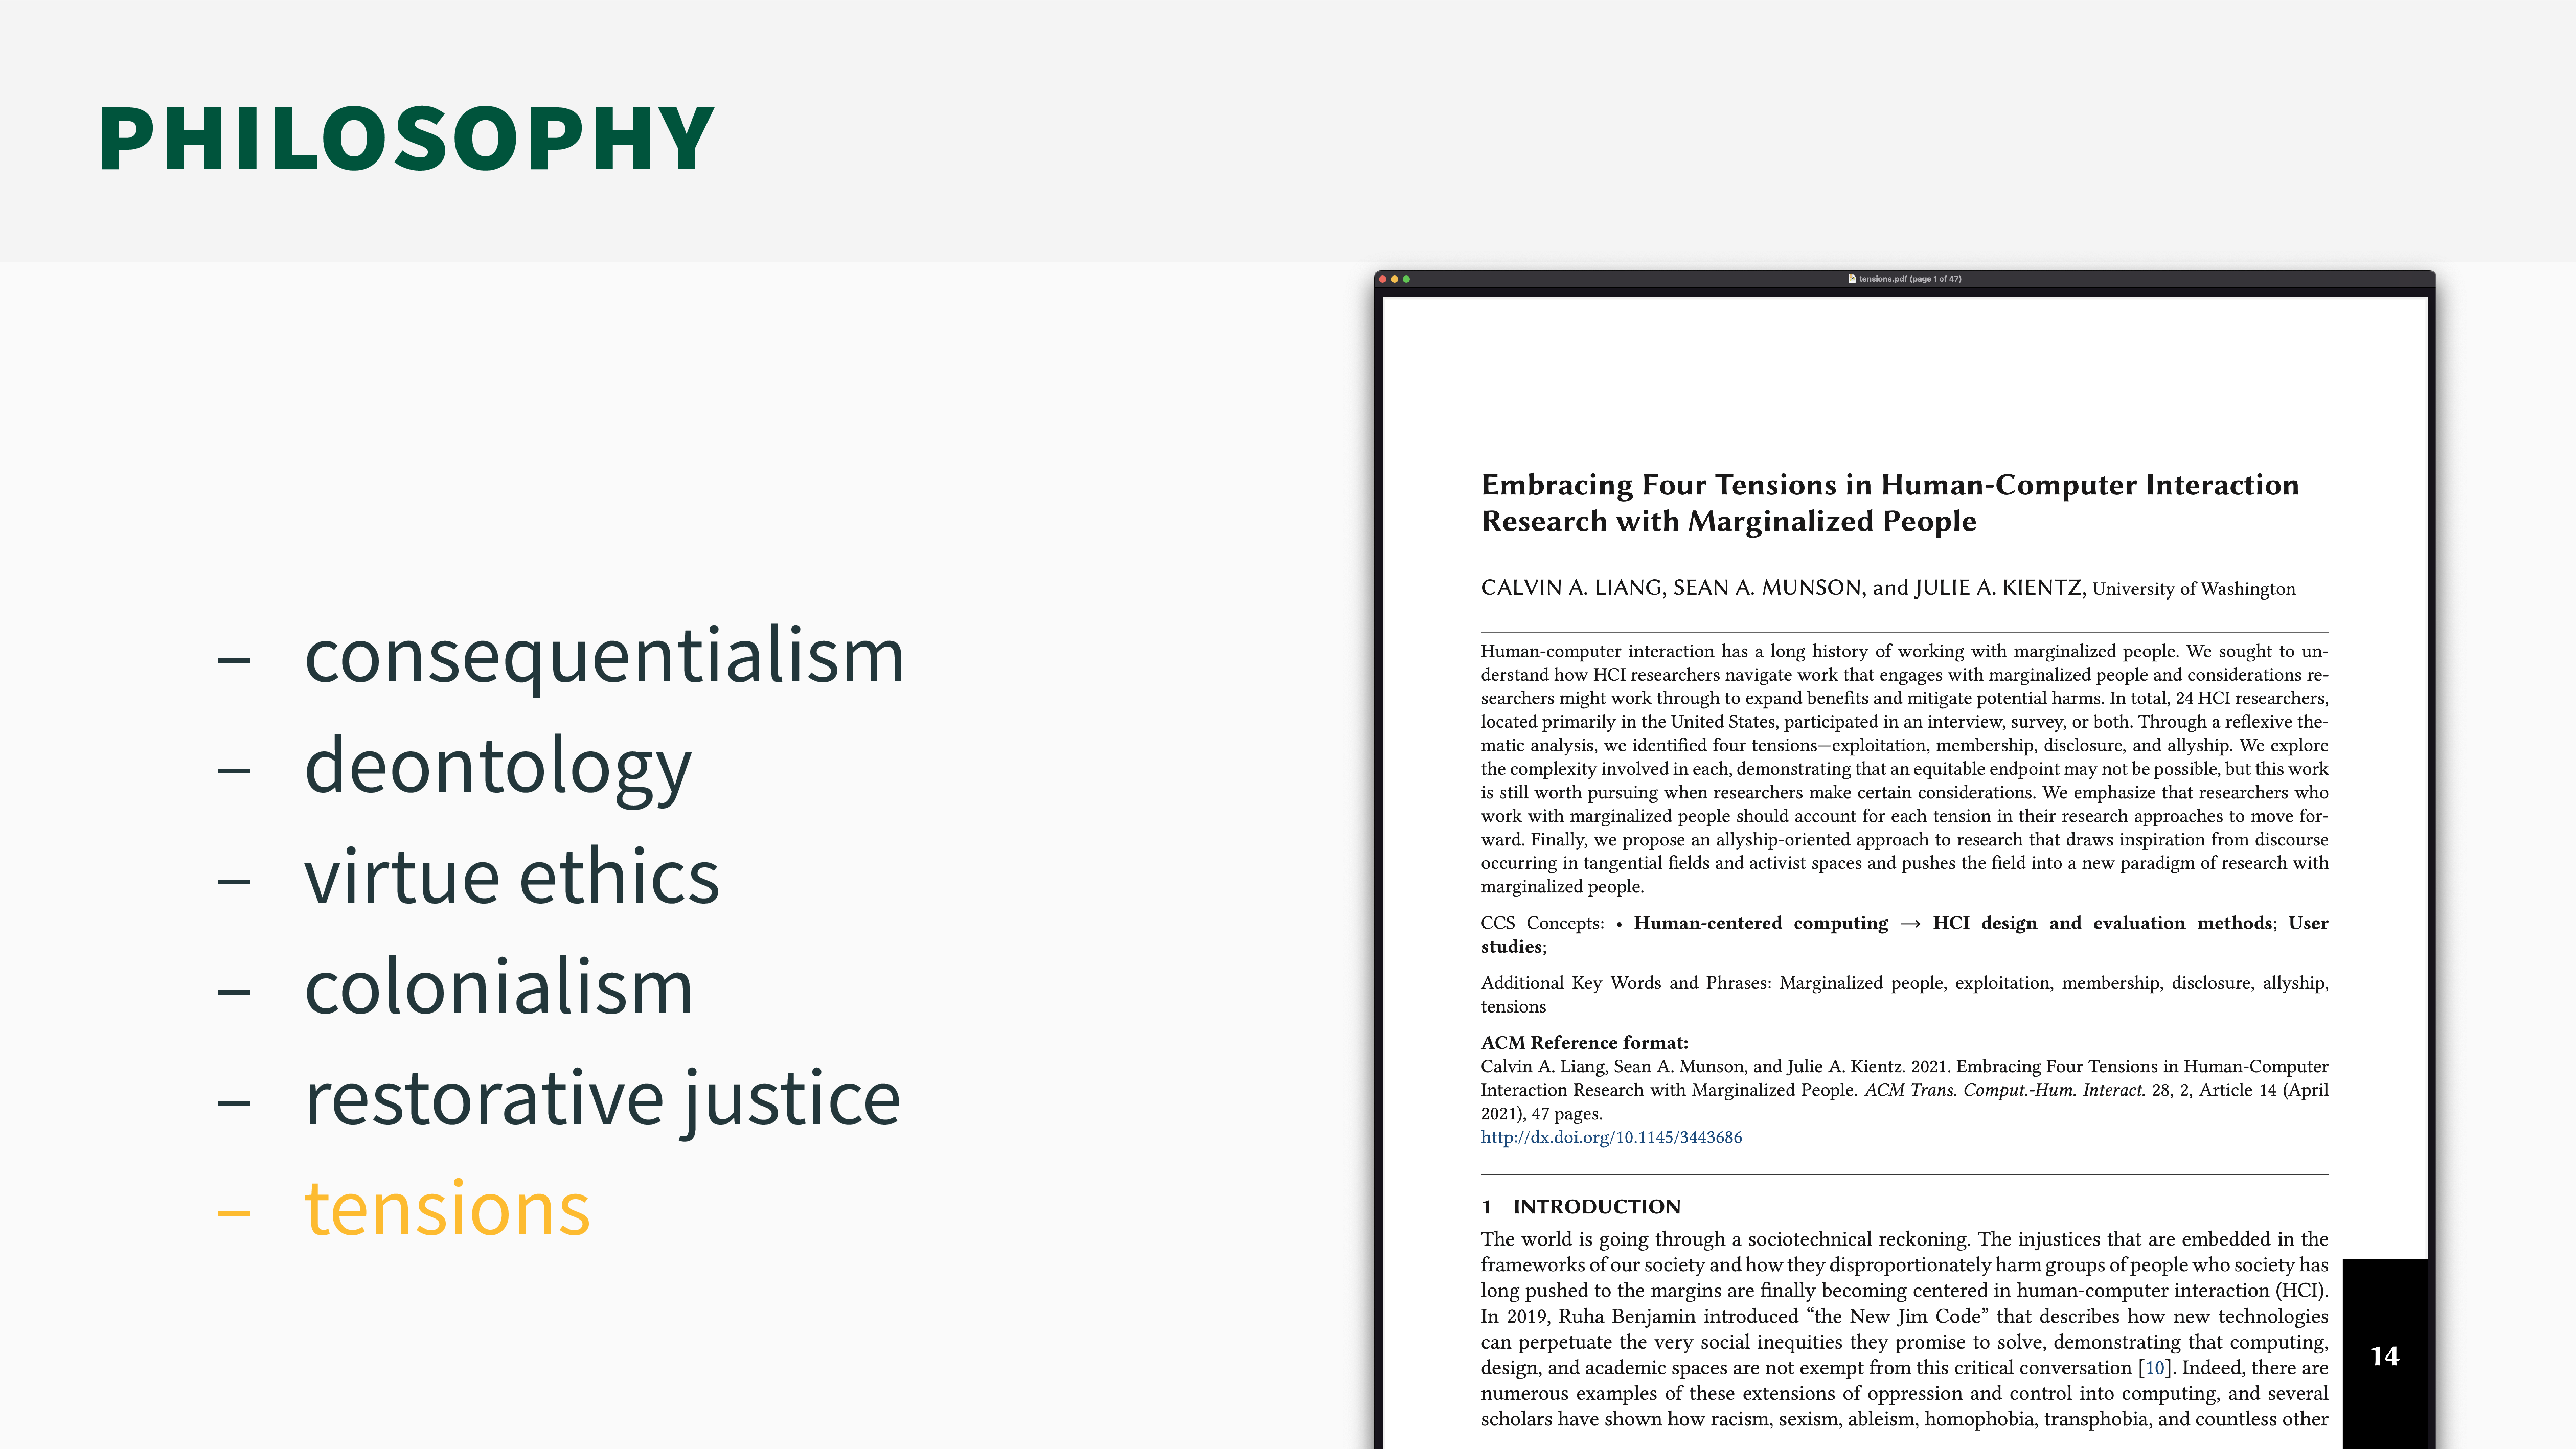 PHILOSOPHY
– consequentialism
– deontology
– virtue ethics
– colonialism
– restorative justice
– tensions
tensions.pdf (page 1 of 47)
Embracing Four Tensions in Human-Computer Interaction
Research with Marginalized People
CALVIN A. LIANG, SEAN A. MUNSON, and JULIE A. KIENTZ, University of Washington
Human-computer interaction has a long history of working with marginalized people. We sought to un-
derstand how HCI researchers navigate work that engages with marginalized people and considerations re-
searchers might work through to expand benefits and mitigate potential harms. In total, 24 HCI researchers,
located primarily in the United States, participated in an interview, survey, or both. Through a reflexive the-
matic analysis, we identified four tensions—exploitation, membership, disclosure, and allyship. We explore
the complexity involved in each, demonstrating that an equitable endpoint may not be possible, but this work
is still worth pursuing when researchers make certain considerations. We emphasize that researchers who
work with marginalized people should account for each tension in their research approaches to move for-
ward. Finally, we propose an allyship-oriented approach to research that draws inspiration from discourse
occurring in tangential fields and activist spaces and pushes the field into a new paradigm of research with
marginalized people.
CCS Concepts: • Human-centered computing → HCI design and evaluation methods; User
studies;
Additional Key Words and Phrases: Marginalized people, exploitation, membership, disclosure, allyship,
tensions
ACM Reference format:
Calvin A. Liang, Sean A. Munson, and Julie A. Kientz. 2021. Embracing Four Tensions in Human-Computer
Interaction Research with Marginalized People. ACM Trans. Comput.-Hum. Interact. 28, 2, Article 14 (April
2021), 47 pages.
http://dx.doi.org/10.1145/3443686
1 INTRODUCTION
The world is going through a sociotechnical reckoning. The injustices that are embedded in the
frameworks of our society and how they disproportionately harm groups of people who society has
long pushed to the margins are finally becoming centered in human-computer interaction (HCI).
In 2019, Ruha Benjamin introduced “the New Jim Code” that describes how new technologies
can perpetuate the very social inequities they promise to solve, demonstrating that computing,
design, and academic spaces are not exempt from this critical conversation [10]. Indeed, there are
numerous examples of these extensions of oppression and control into computing, and several
scholars have shown how racism, sexism, ableism, homophobia, transphobia, and countless other
14